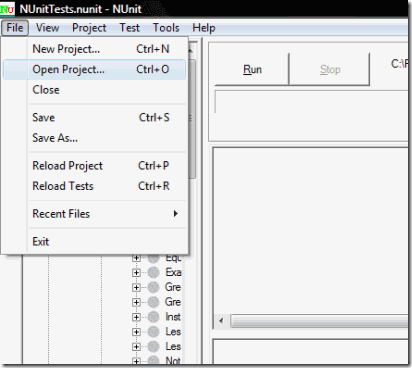 Nu NUnitTests.nunit - NUnit
File View Project Test Tools Help
New Project... Ctrl+N
Open Project... Ctrl+O
Close
Save Ctrl+S
Save As...
Reload Project Ctrl+P
Reload Tests Ctrl+R
Recent Files
Exit
Run
Stop
C:\F
Equ
Exa
Gre
Gre
Inst
Les
Les
Not